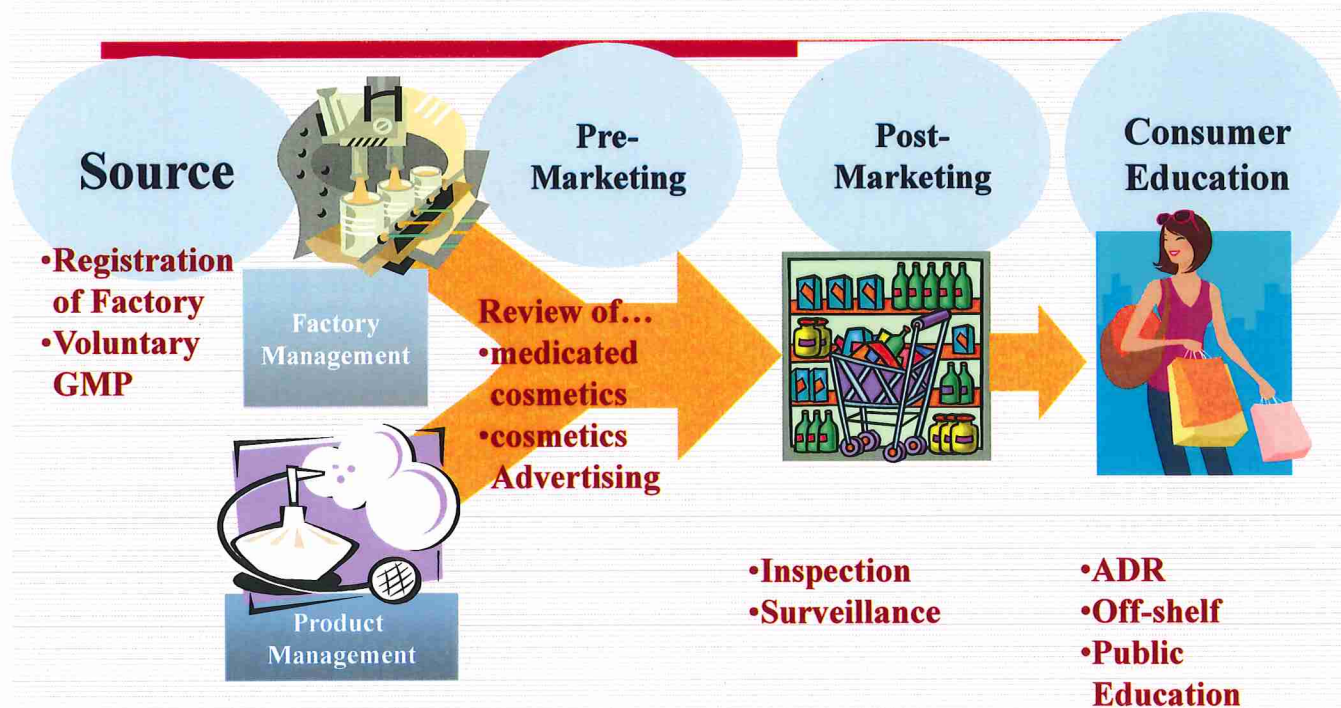 Source
•Registration
of Factory
•Voluntary
GMP
Factory
Management
Product
Management
Pre-
Marketing
Review of…
•medicated
cosmetics
•cosmetics
Advertising
Post-
Marketing
•Inspection
•Surveillance
Consumer
Education
•ADR
•Off-shelf
•Public
Education